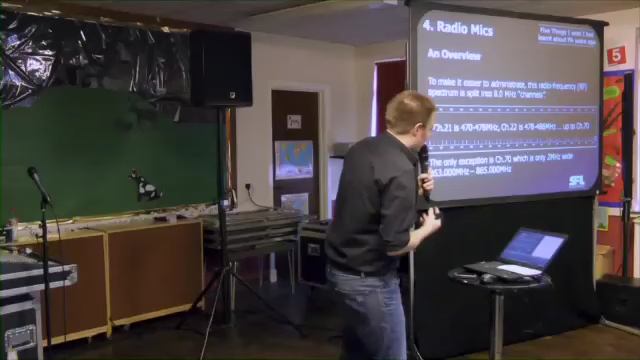 4. Radio Mics
Five Things I wish I had
learnt about PA years ago
An Overview
To make it easier to administrate, this radio-frequency (RF)
spectrum is split into 8.0 MHz "channels".
Ch.21 is 470-478MHz, Ch.22 is 478-486MHz... up to Ch.70
The only exception is Ch.70 which is only 2MHz wide
863.000MHz – 865.000MHz
SFL
5